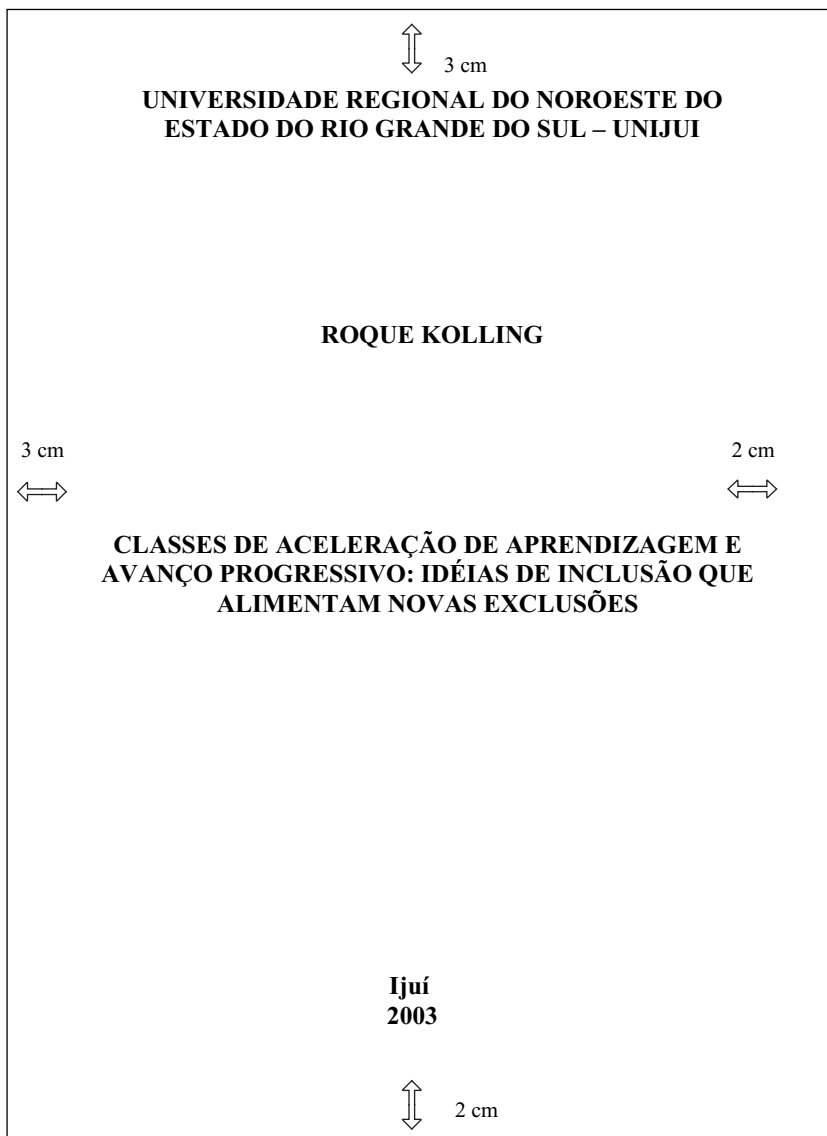 3 cm
UNIVERSIDADE REGIONAL DO NOROESTE DO
ESTADO DO RIO GRANDE DO SUL – UNIJUI
ROQUE KOLLING
3 cm
2 cm
CLASSES DE ACELERAÇÃO DE APRENDIZAGEM E
AVANÇO PROGRESSIVO: IDÉIAS DE INCLUSÃO QUE
ALIMENTAM NOVAS EXCLUSÕES
Ijuí
2003
2 cm